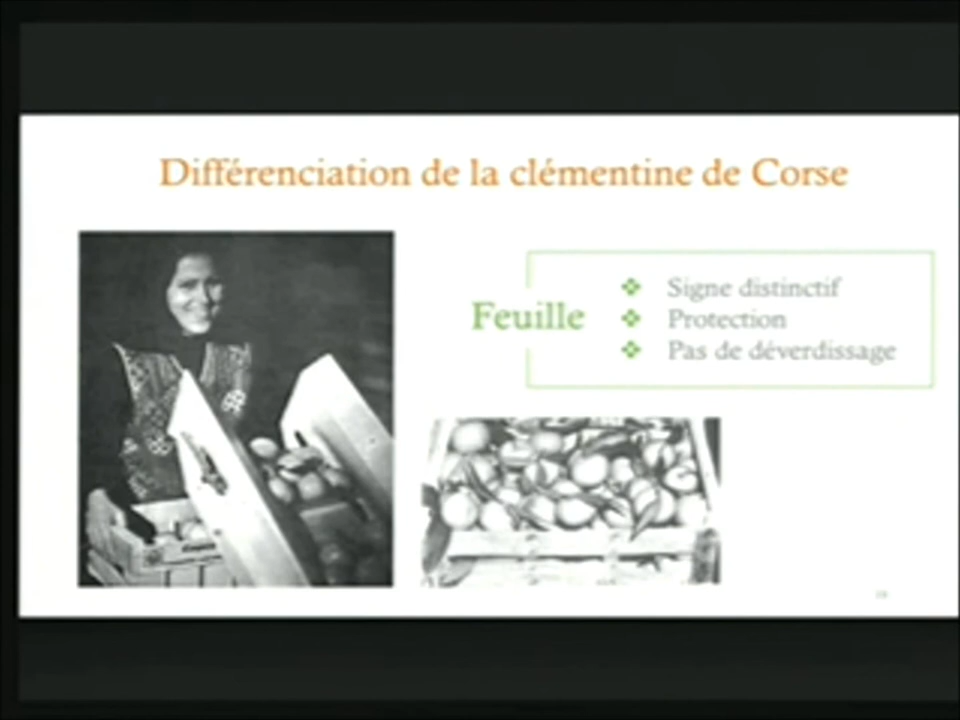 Différenciation de la clémentine de Corse
Feuille
Signe distinctif
Protection
Pas de déverdissage